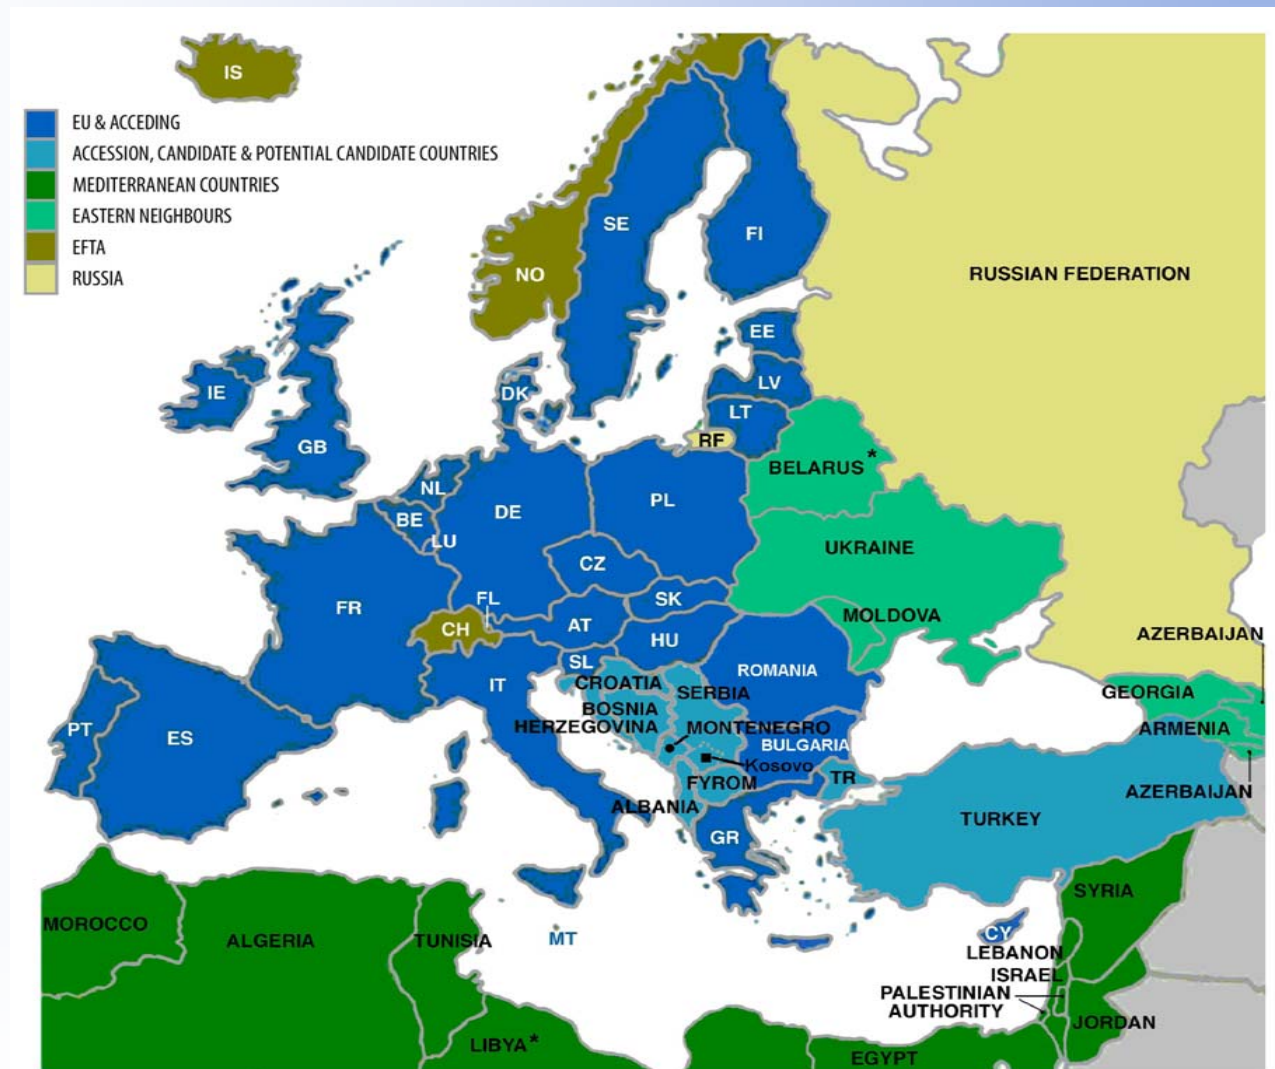 IS
EU & ACCEDING
ACCESSION, CANDIDATE & POTENTIAL CANDIDATE COUNTRIES
MEDITERRANEAN COUNTRIES
EASTERN NEIGHBOURS
EFTA
RUSSIA
SE
FI
NO
RUSSIAN FEDERATION
EE
LV
IE
DK
LT
RF
GB
BELARUS*
NL
PL
DE
BE
LU
UKRAINE
CZ
FL
SK
FR
MOLDOVA
CH
AT
HU
AZERBAIJAN
SL
ROMANIA
IT
CROATIA
SERBIA
GEORGIA
BOSNIA
HERZEGOVINA
MONTENEGRO
ARMENIA
PT
ES
BULGARIA
Kosovo
FYROM
TR
AZERBAIJAN
ALBANIA
TURKEY
GR
SYRIA
MOROCCO
ALGERIA
TUNISIA
MT
CY
LEBANON
ISRAEL
PALESTINIAN
AUTHORITY
JORDAN
LIBYA*
EGYPT